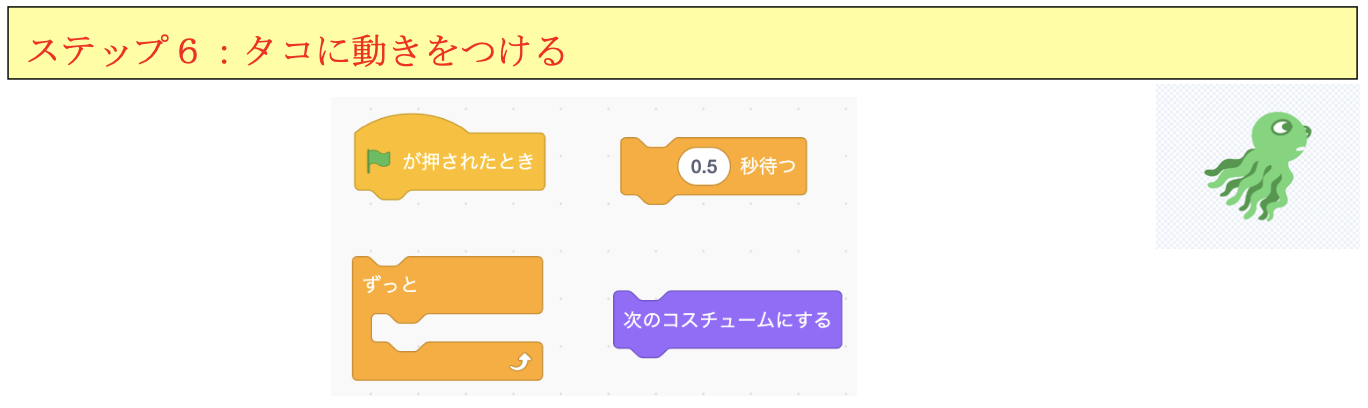 ステップ６：タコに動きをつける
が押されたとき
0.5 秒待つ
ずっと
次のコスチュームにする